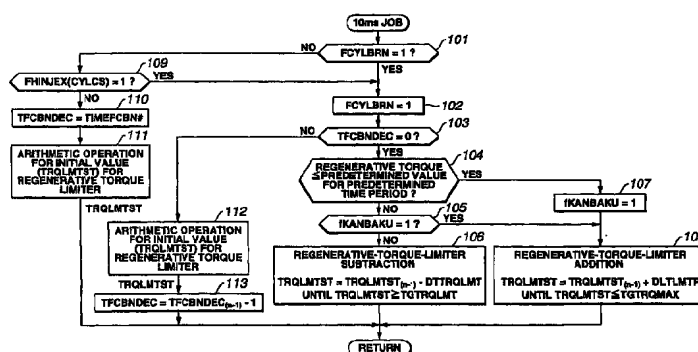 10ms JOB
101
FCYLBRN = 1 ?
NO
YES
109
FHINJEX(CYLCS) = 1 ?
YES
NO
110
TFCBNDEC = TIMEFCBN#
111
ARITHMETIC OPERATION
FOR INITIAL VALUE
(TRQLMTST) FOR
REGENERATIVE TORQUE
LIMITER
TRQLMTST
FCYLBRN = 1
102
103
TFCBNDEC = 0 ?
NO
YES
REGENERATIVE TORQUE
≦PREDETERMINED VALUE
FOR PREDETERMINED
TIME PERIOD ?
104
YES
NO
107
fKANBAKU = 1
105
fKANBAKU = 1 ?
YES
NO
112
ARITHMETIC OPERATION
FOR INITIAL VALUE
(TRQLMTST) FOR
REGENERATIVE TORQUE
LIMITER
TRQLMTST
113
TFCBNDEC = TFCBNDEC(n-1) - 1
106
REGENERATIVE-TORQUE-LIMITER
SUBTRACTION
TRQLMTST = TRQLMTST(n-1) - DTTRQLMT
UNTIL TRQLMTST≧TGTRQLMT
REGENERATIVE-TORQUE-LIMITER
ADDITION
TRQLMTST = TRQLMTST(n-1) + DLTLMTP
UNTIL TRQLMTST≦TGTRQMAX
RETURN